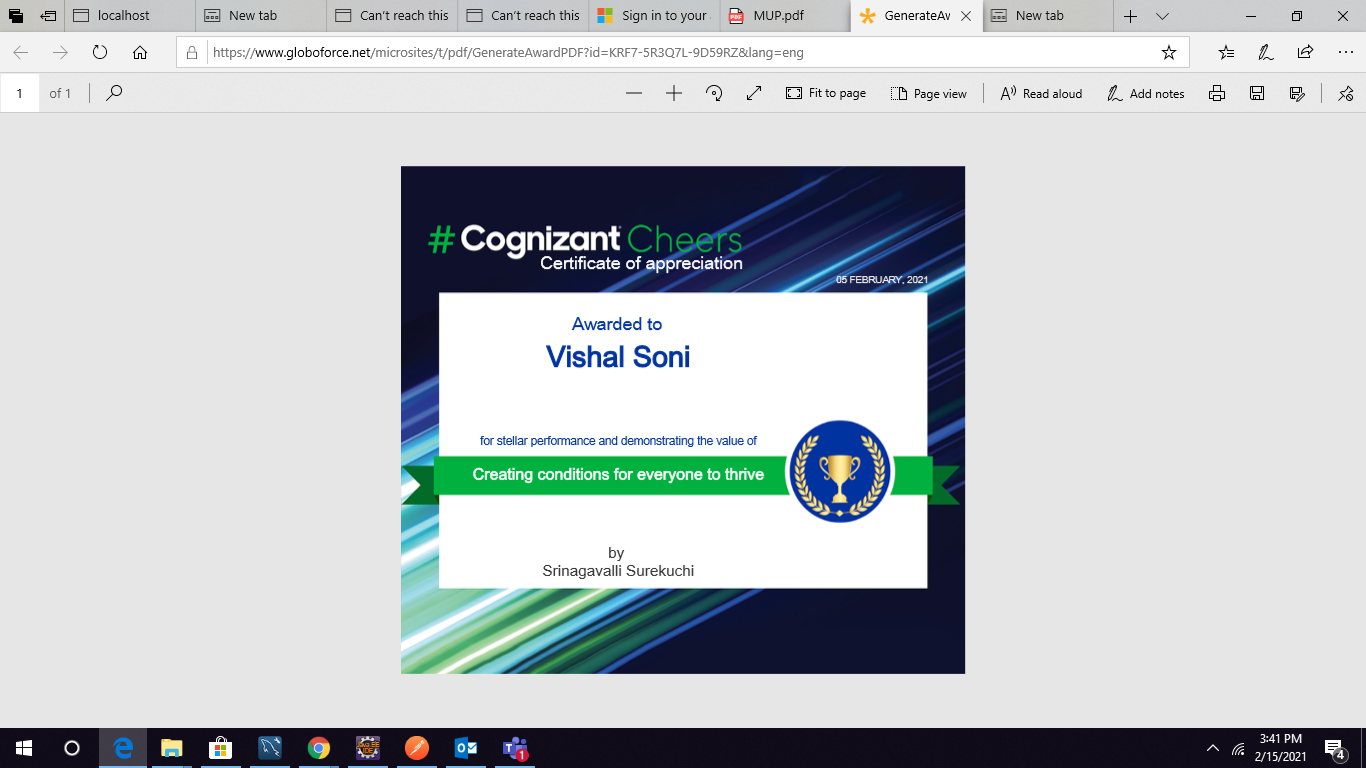 localhost
New tab
Can't reach this
Can't reach this
Sign in to your
MUP.pdf
GenerateAw
New tab
https://www.globoforce.net/microsites/t/pdf/GenerateAwardPDF?id=KRF7-5R3Q7L-9D59RZ&lang=eng
1 of 1
Fit to page
Page view
Read aloud
Add notes
# Cognizant Cheers
Certificate of appreciation
05 FEBRUARY, 2021
Awarded to
Vishal Soni
for stellar performance and demonstrating the value of
Creating conditions for everyone to thrive
by
Srinagavalli Surekuchi
3:41 PM
2/15/2021
1
4